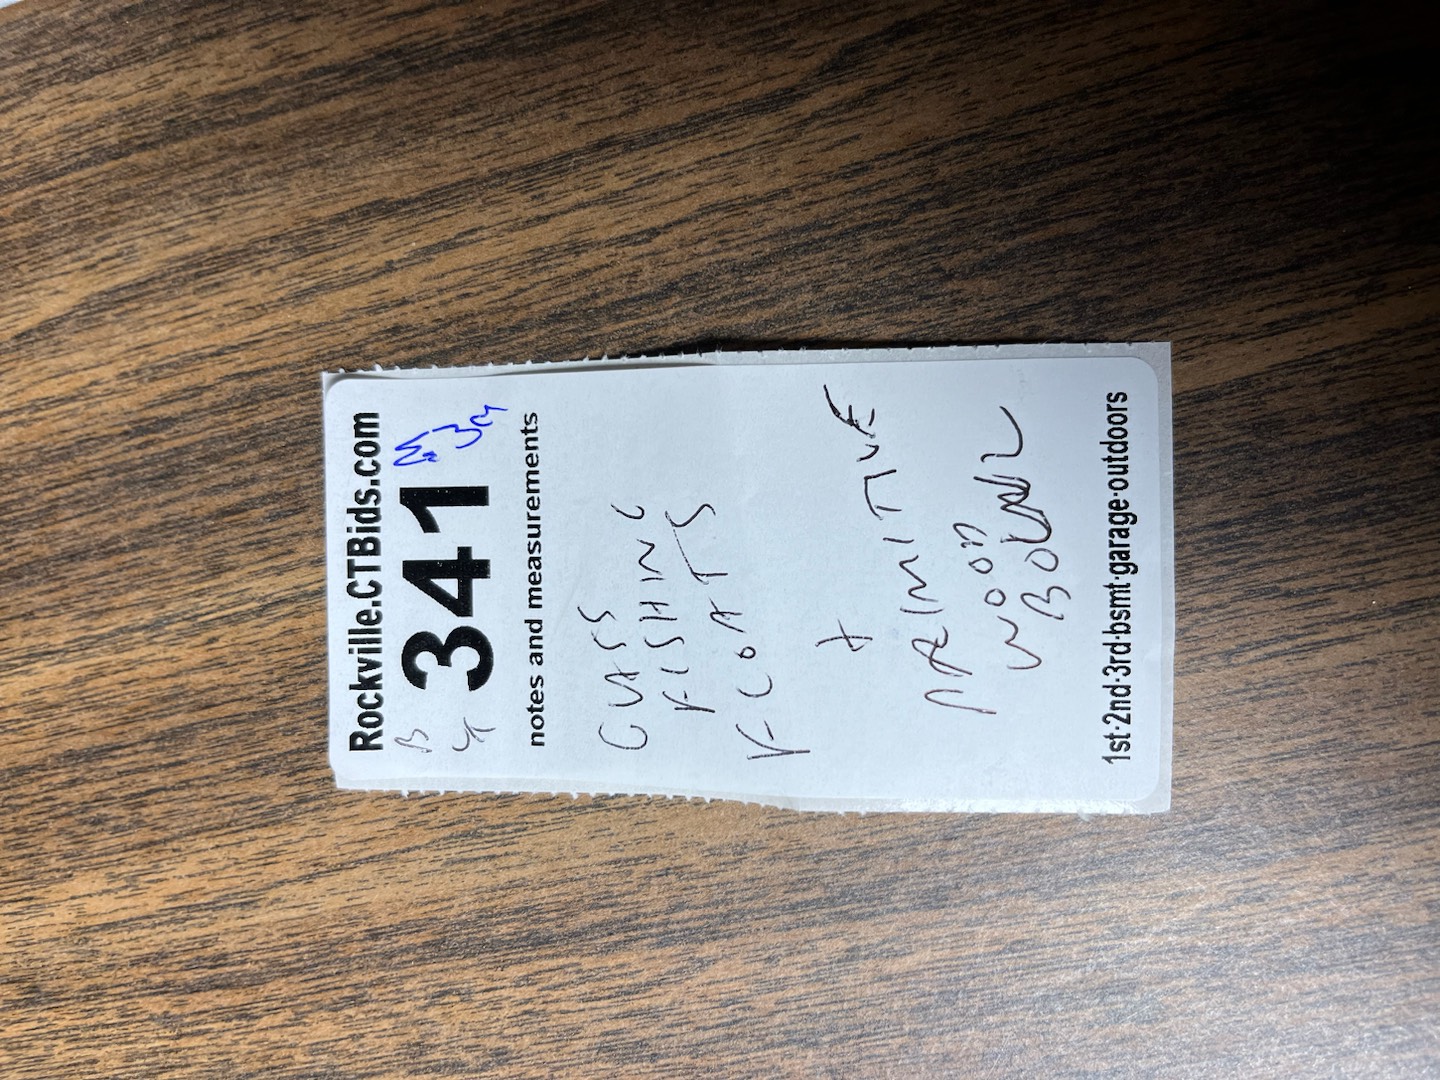 Rockville.CTBids.com
B
4 341
notes and measurements
GLASS
FISHING
FLOATS
+
PRIMITIVE
WOOD
BOWL
1st·2nd·3rd·bsmt·garage·outdoors